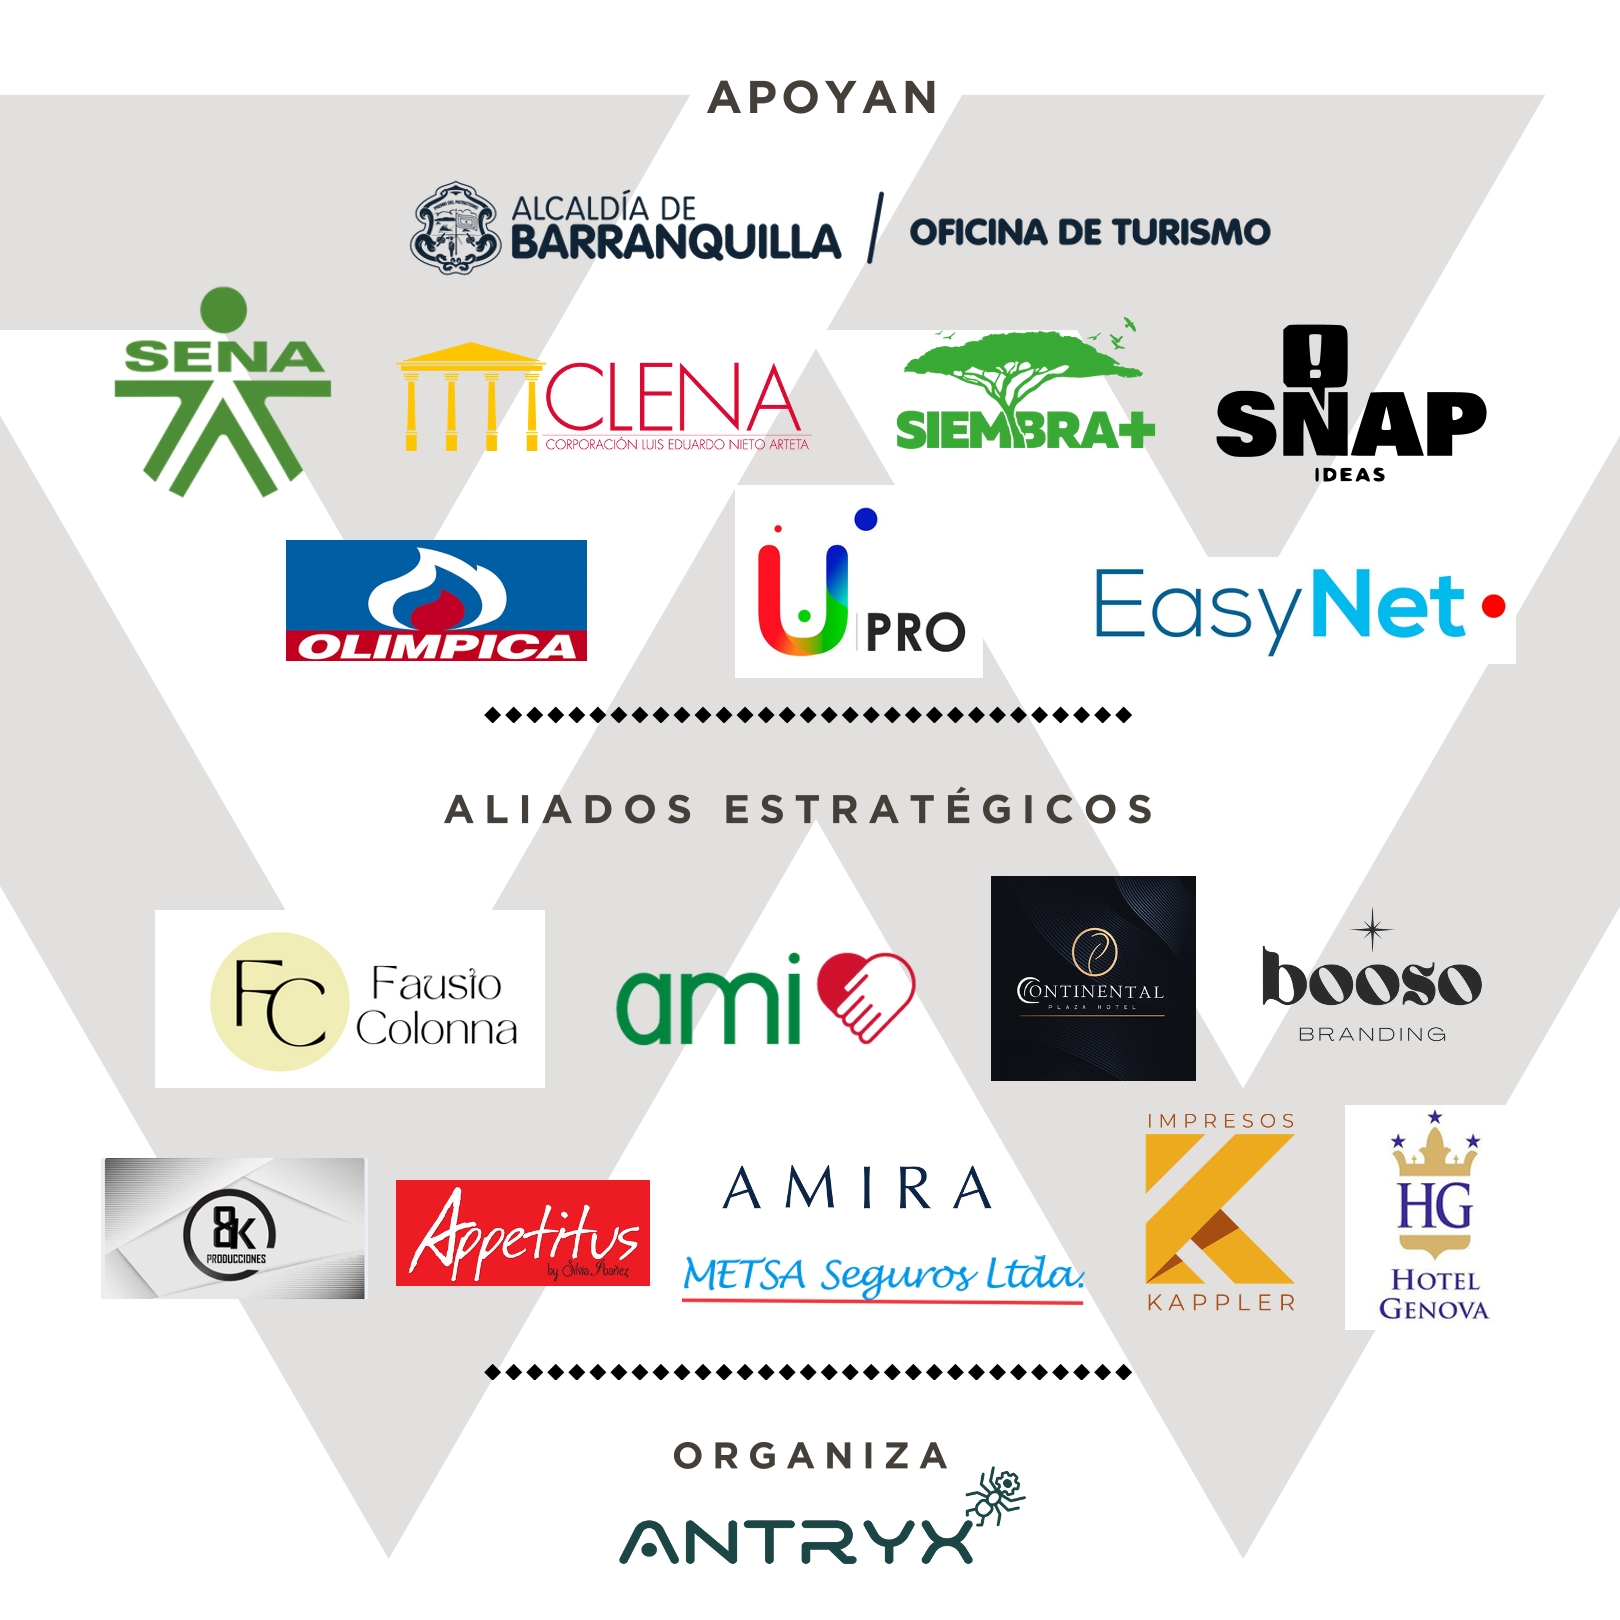 APOYAN
ALCALDÍA DE
BARRANQUILLA
OFICINA DE TURISMO
SENA
CLENA
CORPORACIÓN LUIS EDUARDO NIETO ARTETA
SIEMBRA+
!
SNAP
IDEAS
OLIMPICA
U PRO
EasyNet
ALIADOS ESTRATÉGICOS
FC
Fausto
Colonna
ami
CONTINENTAL
PLAZA HOTEL
booso
BRANDING
8K
PRODUCCIONES
Appetitus
by Silvia Ibañez
AMIRA
METSA Seguros Ltda.
IMPRESOS
K
KAPPLER
HG
HOTEL
GENOVA
ORGANIZA
ANTRYX